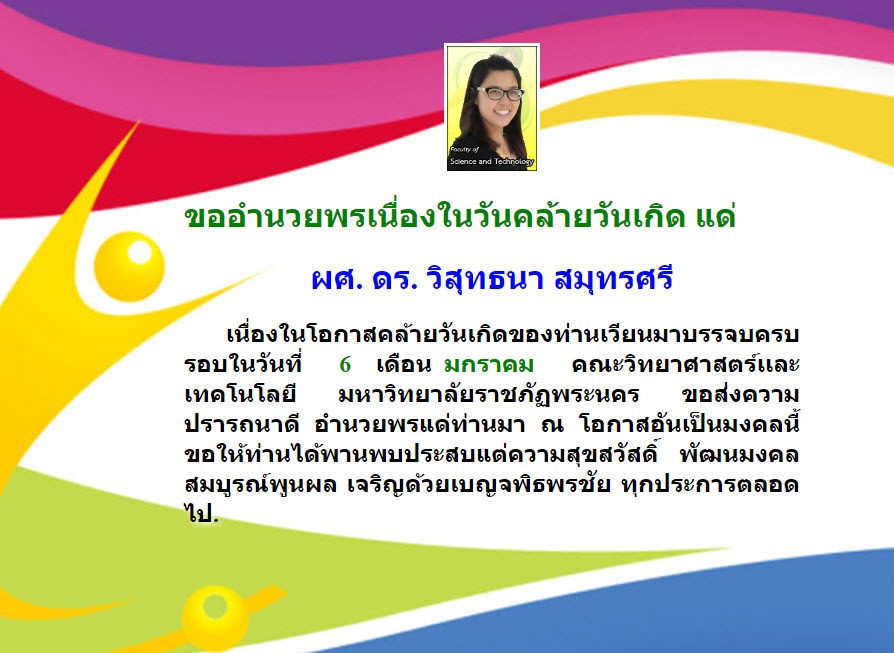 Faculty of
Science and Technology
ขออำนวยพรเนื่องในวันคล้ายวันเกิด แด่
ผศ. ดร. วิสุทธนา สมุทรศรี
เนื่องในโอกาสคล้ายวันเกิดของท่านเวียนมาบรรจบครบ
รอบในวันที่ 6 เดือน มกราคม คณะวิทยาศาสตร์และ
เทคโนโลยี มหาวิทยาลัยราชภัฏพระนคร ขอส่งความ
ปรารถนาดี อำนวยพรแด่ท่านมา ณ โอกาสอันเป็นมงคลนี้
ขอให้ท่านได้พานพบประสบแต่ความสุขสวัสดิ์ พัฒนมงคล
สมบูรณ์พูนผล เจริญด้วยเบญจพิธพรชัย ทุกประการตลอด
ไป.